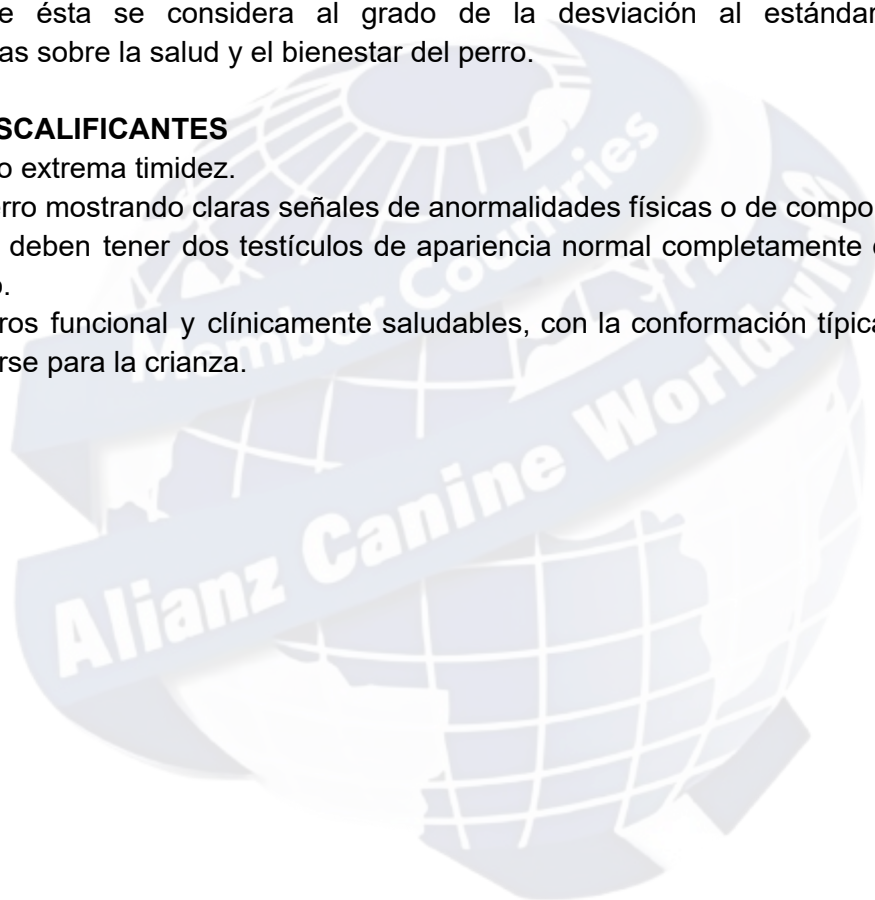 e ésta se considera al grado de la desviación al estándar
as sobre la salud y el bienestar del perro.
SCALIFICANTES
o extrema timidez.
rro mostrando claras señales de anormalidades físicas o de compo
deben tener dos testículos de apariencia normal completamente
o.
ros funcional y clínicamente saludables, con la conformación típica
rse para la crianza.
Member Countries
Alianz Canine Worldwide